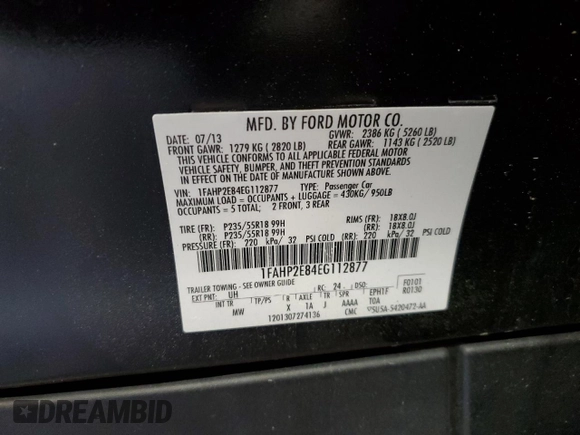 MFD. BY FORD MOTOR CO.
DATE: 07/13 GVWR: 2386 KG ( 5260 LB)
FRONT GAWR: 1279 KG ( 2820 LB) REAR GAWR: 1143 KG ( 2520 LB)
THIS VEHICLE CONFORMS TO ALL APPLICABLE FEDERAL MOTOR
VEHICLE SAFETY, BUMPER, AND THEFT PREVENTION STANDARDS
IN EFFECT ON THE DATE OF MANUFACTURE SHOWN ABOVE.
VIN: 1FAHP2E84EG112877 TYPE: Passenger Car
MAXIMUM LOAD = OCCUPANTS + LUGGAGE = 430KG/ 950LB
OCCUPANTS = 5 TOTAL; 2 FRONT, 3 REAR
TIRE (FR): P235/55R18 99H RIMS (FR): 18X8.0J
(RR): P235/55R18 99H (RR): 18X8.0J
PRESSURE (FR): 220 kPa/ 32 PSI COLD (RR): 220 kPa/ 32 PSI COLD
1FAHP2E84EG112877
TRAILER TOWING - SEE OWNER GUIDE
EXT PNT: UH RC: 24 DSO: F0101
INT TR TP/PS R AXLE TR SPR EPH1F R0130
MW X 1A J AAAA TOA
1201307274136 CMC 5U5A-5420472-AA
DREAMBID